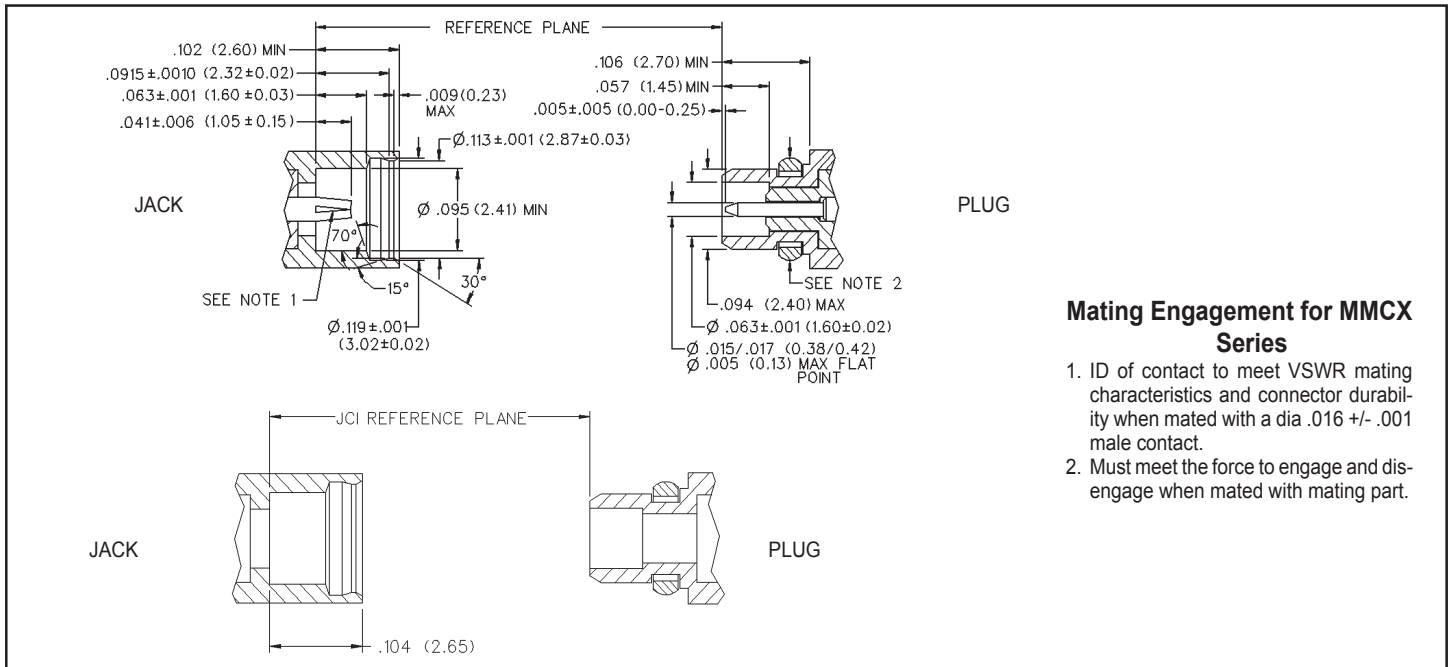 REFERENCE PLANE
.102 (2.60) MIN
.0915±.0010 (2.32±0.02)
.063±.001 (1.60±0.03)
.041±.006 (1.05±0.15)
.009(0.23)
MAX
Ø.113±.001 (2.87±0.03)
.106 (2.70) MIN
.057 (1.45)MIN
.005±.005 (0.00-0.25)
JACK
Ø .095 (2.41) MIN
70°
15°
30°
SEE NOTE 1
Ø.119±.001
(3.02±0.02)
PLUG
SEE NOTE 2
.094 (2.40) MAX
Ø .063±.001 (1.60±0.02)
Ø .015/.017 (0.38/0.42)
Ø .005 (0.13) MAX FLAT
POINT
Mating Engagement for MMCX
Series
1. ID of contact to meet VSWR mating
characteristics and connector durabil-
ity when mated with a dia .016 +/- .001
male contact.
2. Must meet the force to engage and dis-
engage when mated with mating part.
JCI REFERENCE PLANE
JACK
PLUG
.104 (2.65)